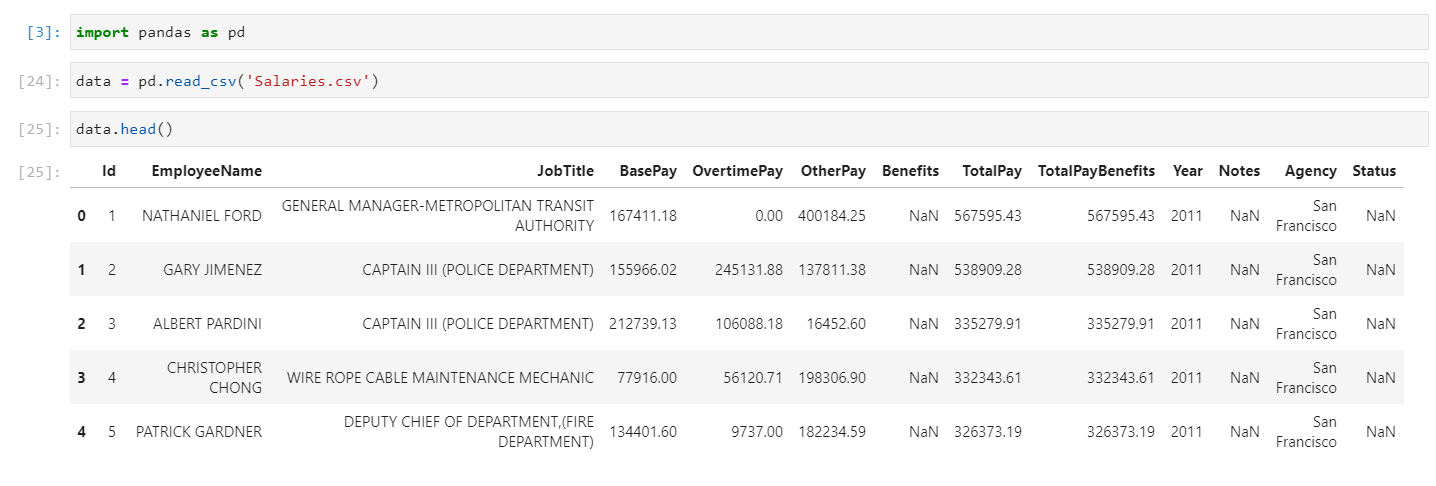 [3]: import pandas as pd
[24]: data = pd.read_csv('Salaries.csv')
[25]: data.head()
[25]: Id EmployeeName JobTitle BasePay OvertimePay OtherPay Benefits TotalPay TotalPayBenefits Year Notes Agency Status
0 1 NATHANIEL FORD GENERAL MANAGER-METROPOLITAN TRANSIT AUTHORITY 167411.18 0.00 400184.25 NaN 567595.43 567595.43 2011 NaN San Francisco NaN
1 2 GARY JIMENEZ CAPTAIN III (POLICE DEPARTMENT) 155966.02 245131.88 137811.38 NaN 538909.28 538909.28 2011 NaN San Francisco NaN
2 3 ALBERT PARDINI CAPTAIN III (POLICE DEPARTMENT) 212739.13 106088.18 16452.60 NaN 335279.91 335279.91 2011 NaN San Francisco NaN
3 4 CHRISTOPHER CHONG WIRE ROPE CABLE MAINTENANCE MECHANIC 77916.00 56120.71 198306.90 NaN 332343.61 332343.61 2011 NaN San Francisco NaN
4 5 PATRICK GARDNER DEPUTY CHIEF OF DEPARTMENT,(FIRE DEPARTMENT) 134401.60 9737.00 182234.59 NaN 326373.19 326373.19 2011 NaN San Francisco NaN